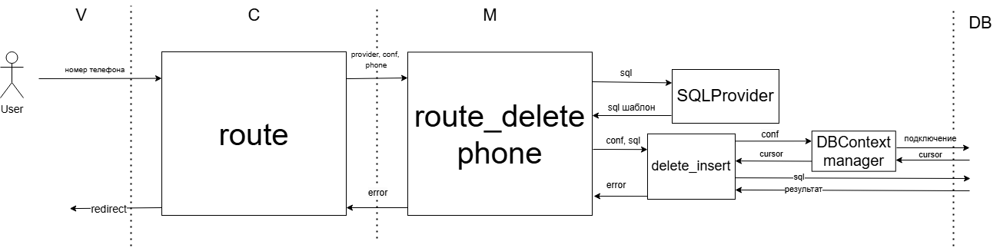 V
C
M
DB
User
номер телефона
route
provider, conf,
phone
route_delete
phone
sql
sql шаблон
SQLProvider
conf, sql
delete_insert
error
conf
cursor
DBContext
manager
подключение
cursor
sql
результат
error
redirect